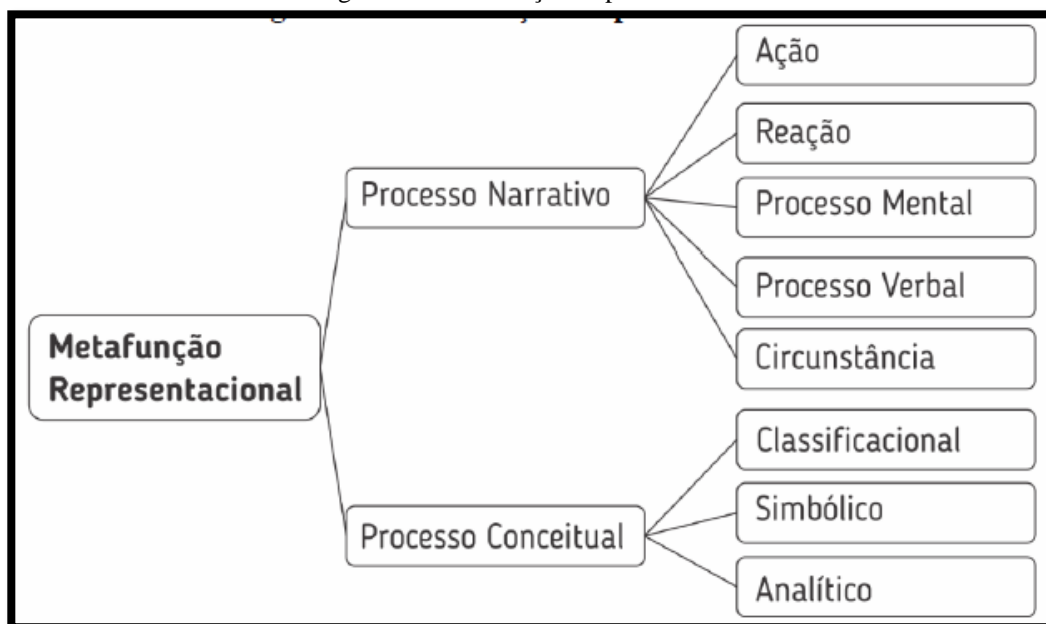 Metafunção
Representacional
Processo Narrativo
Ação
Reação
Processo Mental
Processo Verbal
Circunstância
Processo Conceitual
Classificacional
Simbólico
Analítico